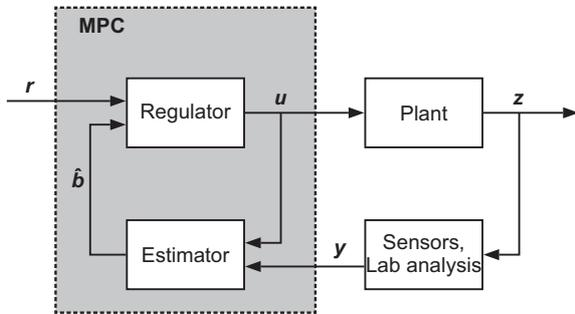 MPC
r
Regulator
u
Plant
z
b̂
Estimator
y
Sensors,
Lab analysis